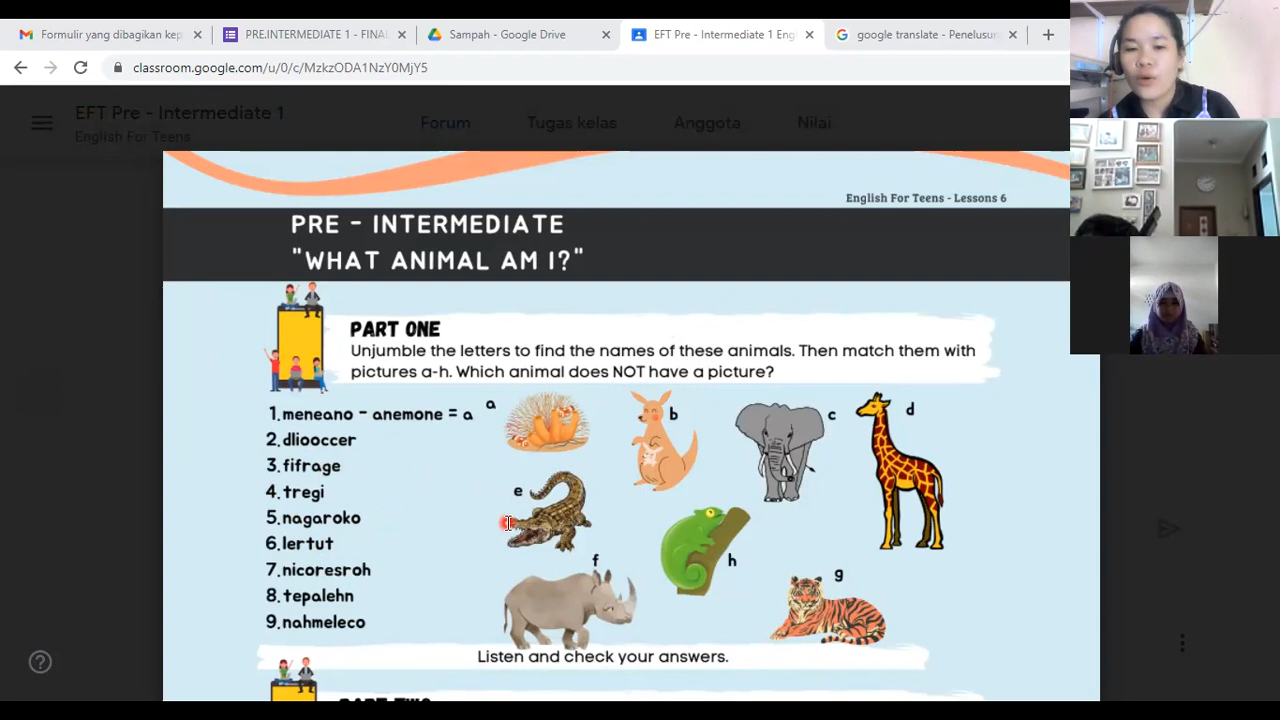 Formulir yang dibagikan kep
PRE.INTERMEDIATE 1 - FINAL
Sampah - Google Drive
EFT Pre - Intermediate 1 Eng
google translate - Penelusur
classroom.google.com/u/0/c/MzkzODA1NzY0MjY5
EFT Pre - Intermediate 1
English For Teens
Forum
Tugas kelas
Anggota
Nilai
English For Teens - Lessons 6
PRE - INTERMEDIATE
"WHAT ANIMAL AM I?"
PART ONE
Unjumble the letters to find the names of these animals. Then match them with
pictures a-h. Which animal does NOT have a picture?
1. meneano - anemone = a
2. dliooccer
3. fifrage
4. tregi
5. nagaroko
6. lertut
7. nicoresroh
8. tepalehn
9. nahmeleco
a
b
c
d
e
f
h
g
Listen and check your answers.
PART TWO